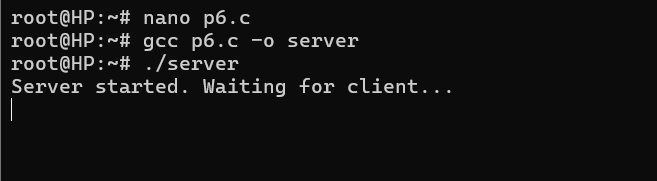 root@HP:~# nano p6.c
root@HP:~# gcc p6.c -o server
root@HP:~# ./server
Server started. Waiting for client...